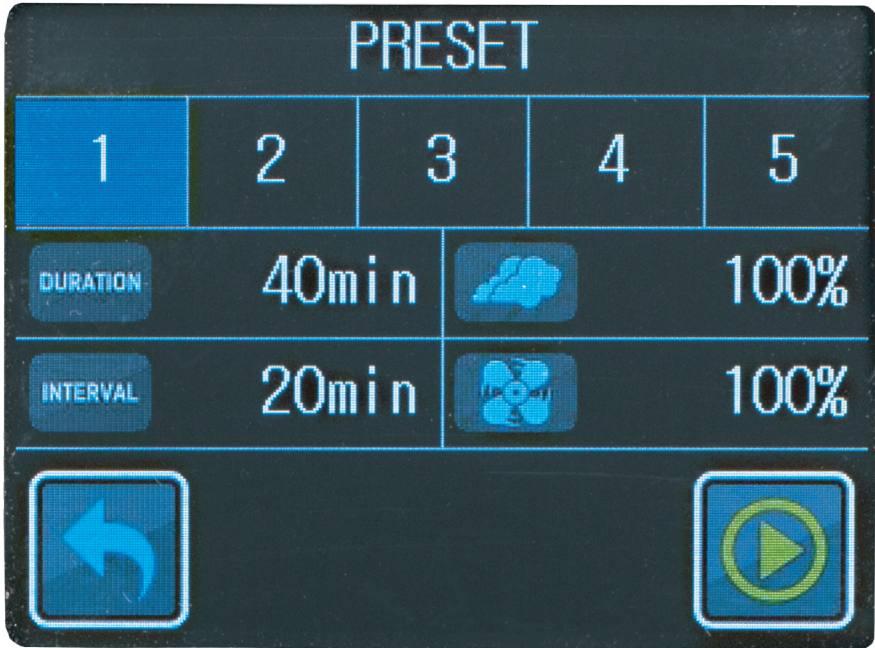 PRESET
1 2 3 4 5
DURATION 40min 100%
INTERVAL 20min 100%